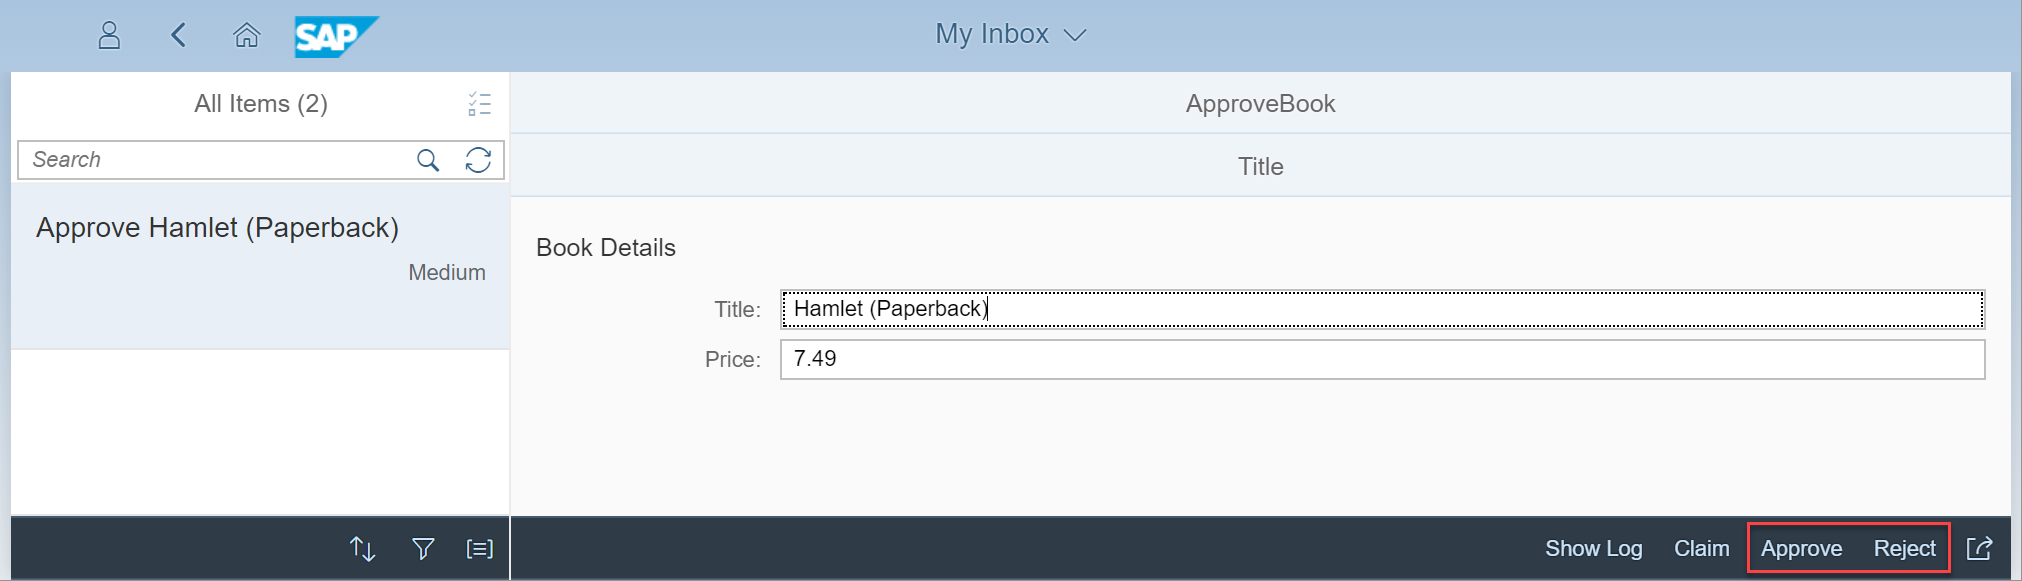 SAP
My Inbox
All Items (2)
Search
Approve Hamlet (Paperback)
Medium
ApproveBook
Title
Book Details
Title: Hamlet (Paperback)
Price: 7.49
Show Log Claim Approve Reject